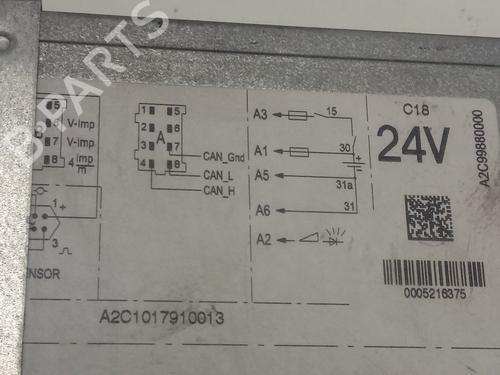 5
6 V-Imp
7 V-Imp
8 4 Imp/m
1 +
3
SENSOR
1 5
2 6
3 7
4 8
A
CAN_Gnd
CAN_L
CAN_H
A3 15
A1 30
+
A5
31a
A6 31
A2
C18
24V
A2C99880000
0005216375
A2C1017910013
B-PARTS